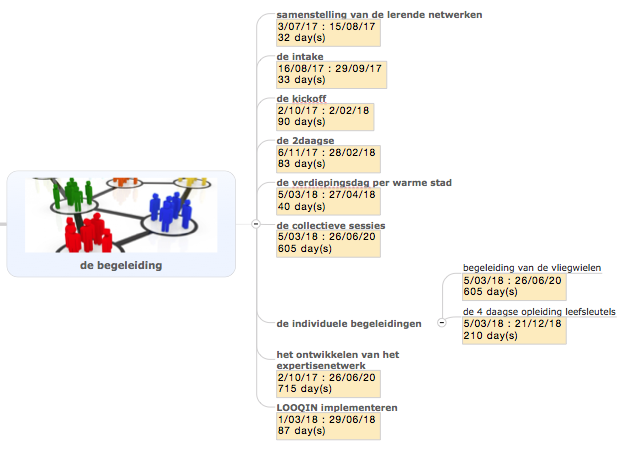 samenstelling van de lerende netwerken
3/07/17 : 15/08/17
32 day(s)
de intake
16/08/17 : 29/09/17
33 day(s)
de kickoff
2/10/17 : 2/02/18
90 day(s)
de 2daagse
6/11/17 : 28/02/18
83 day(s)
de verdiepingsdag per warme stad
5/03/18 : 27/04/18
40 day(s)
de collectieve sessies
5/03/18 : 26/06/20
605 day(s)
de begeleiding
de individuele begeleidingen
begeleiding van de vliegwielen
5/03/18 : 26/06/20
605 day(s)
de 4 daagse opleiding leefsleutels
5/03/18 : 21/12/18
210 day(s)
het ontwikkelen van het
expertisenetwerk
2/10/17 : 26/06/20
715 day(s)
LOOQIN implementeren
1/03/18 : 29/06/18
87 day(s)